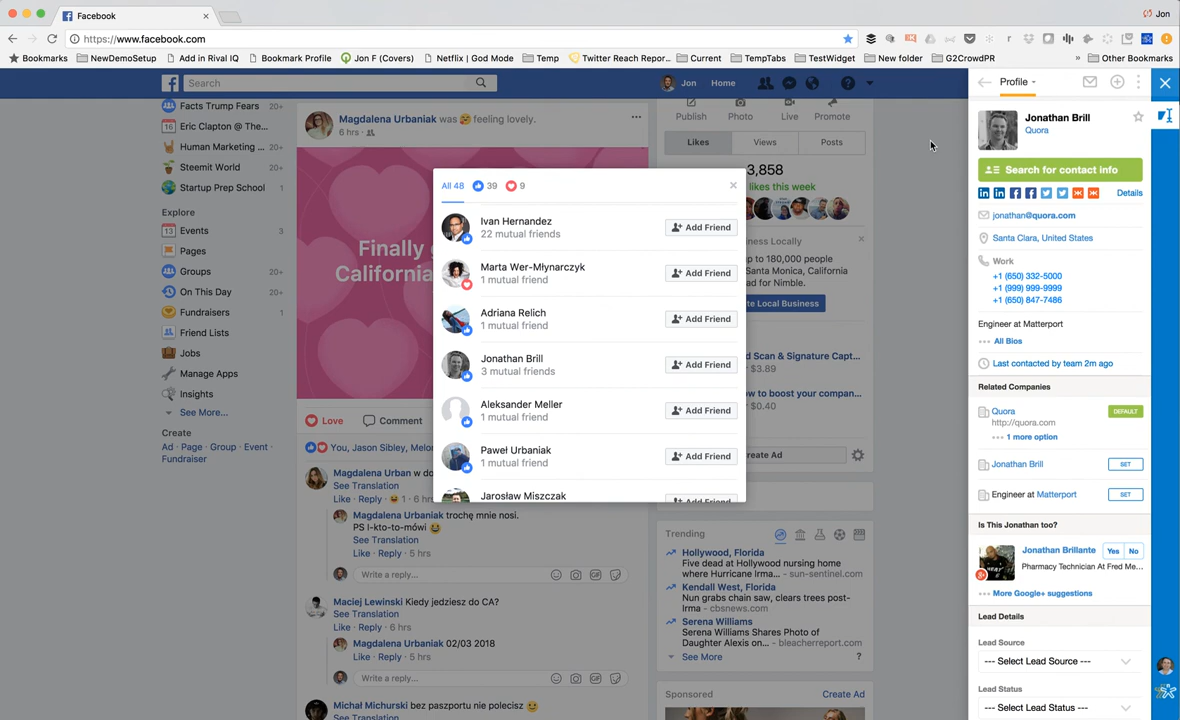 Facebook
Jon
https://www.facebook.com
Bookmarks NewDemoSetup Add in Rival IQ Bookmark Profile Jon F (Covers) Netflix | God Mode Temp Twitter Reach Repor... Current TempTabs TestWidget New folder G2CrowdPR » Other Bookmarks
Search
Jon Home
Facts Trump Fears 20+
Eric Clapton @ The...
Human Marketing ... 20+
Steemit World 20+
Startup Prep School 1
Explore
Events 3
Pages
Groups 20+
On This Day 20+
Fundraisers 1
Friend Lists
Jobs
Manage Apps
Insights
See More...
Create
Ad · Page · Group · Event ·
Fundraiser
Magdalena Urbaniak was feeling lovely.
6 hrs ·
Finally
California
Love Comment
You, Jason Sibley,
Magdalena Urban w do
See Translation
Like · Reply · 1 · 6 hrs
Magdalena Urbaniak trochę mnie nosi.
PS I-kto-to-mówi
See Translation
Like · Reply · 5 hrs
Write a reply...
Maciej Lewinski Kiedy jedziesz do CA?
See Translation
Like · Reply · 6 hrs
Magdalena Urbaniak 02/03 2018
Like · Reply · 5 hrs
Write a reply...
Michał Michurski bez paszportu nie polecisz
All 48 39 9
Ivan Hernandez
22 mutual friends
Add Friend
Marta Wer-Młynarczyk
1 mutual friend
Add Friend
Adriana Relich
1 mutual friend
Add Friend
Jonathan Brill
3 mutual friends
Add Friend
Aleksander Meller
1 mutual friend
Add Friend
Paweł Urbaniak
1 mutual friend
Add Friend
Jarosław Miszczak
Add Friend
Publish Photo Live Promote
Likes Views Posts
3,858
likes this week
Business Locally
up to 180,000 people
Santa Monica, California
ad for Nimble.
te Local Business
d Scan & Signature Capt...
$3.89
ow to boost your compan...
$0.40
reate Ad
Trending
Hollywood, Florida
Five dead at Hollywood nursing home
where Hurricane Irma... - sun-sentinel.com
Kendall West, Florida
Nun grabs chain saw, clears trees post-
Irma - cbsnews.com
Serena Williams
Serena Williams Shares Photo of
Daughter Alexis on... - bleacherreport.com
See More ?
Sponsored Create Ad
Profile
Jonathan Brill
Quora
Search for contact info
Details
jonathan@quora.com
Santa Clara, United States
Work
+1 (650) 332-5000
+1 (999) 999-9999
+1 (650) 847-7486
Engineer at Matterport
All Bios
Last contacted by team 2m ago
Related Companies
Quora DEFAULT
http://quora.com
1 more option
Jonathan Brill SET
Engineer at Matterport SET
Is This Jonathan too?
Jonathan Brillante Yes No
Pharmacy Technician At Fred Me...
More Google+ suggestions
Lead Details
Lead Source
--- Select Lead Source ---
Lead Status
--- Select Lead Status ---